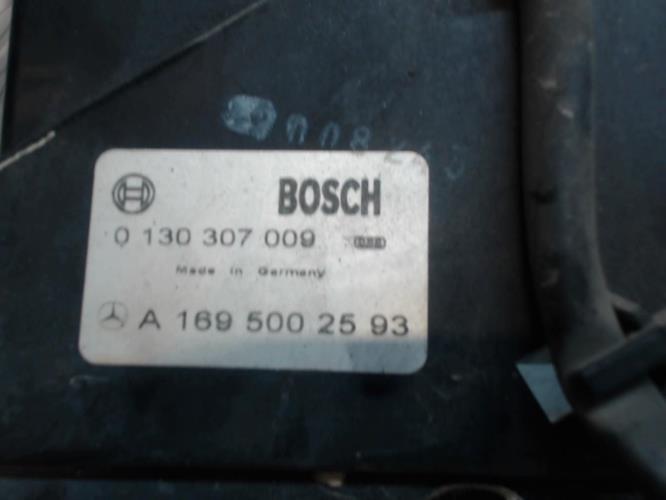 BOSCH
0 130 307 009
Made in Germany
A 169 500 25 93